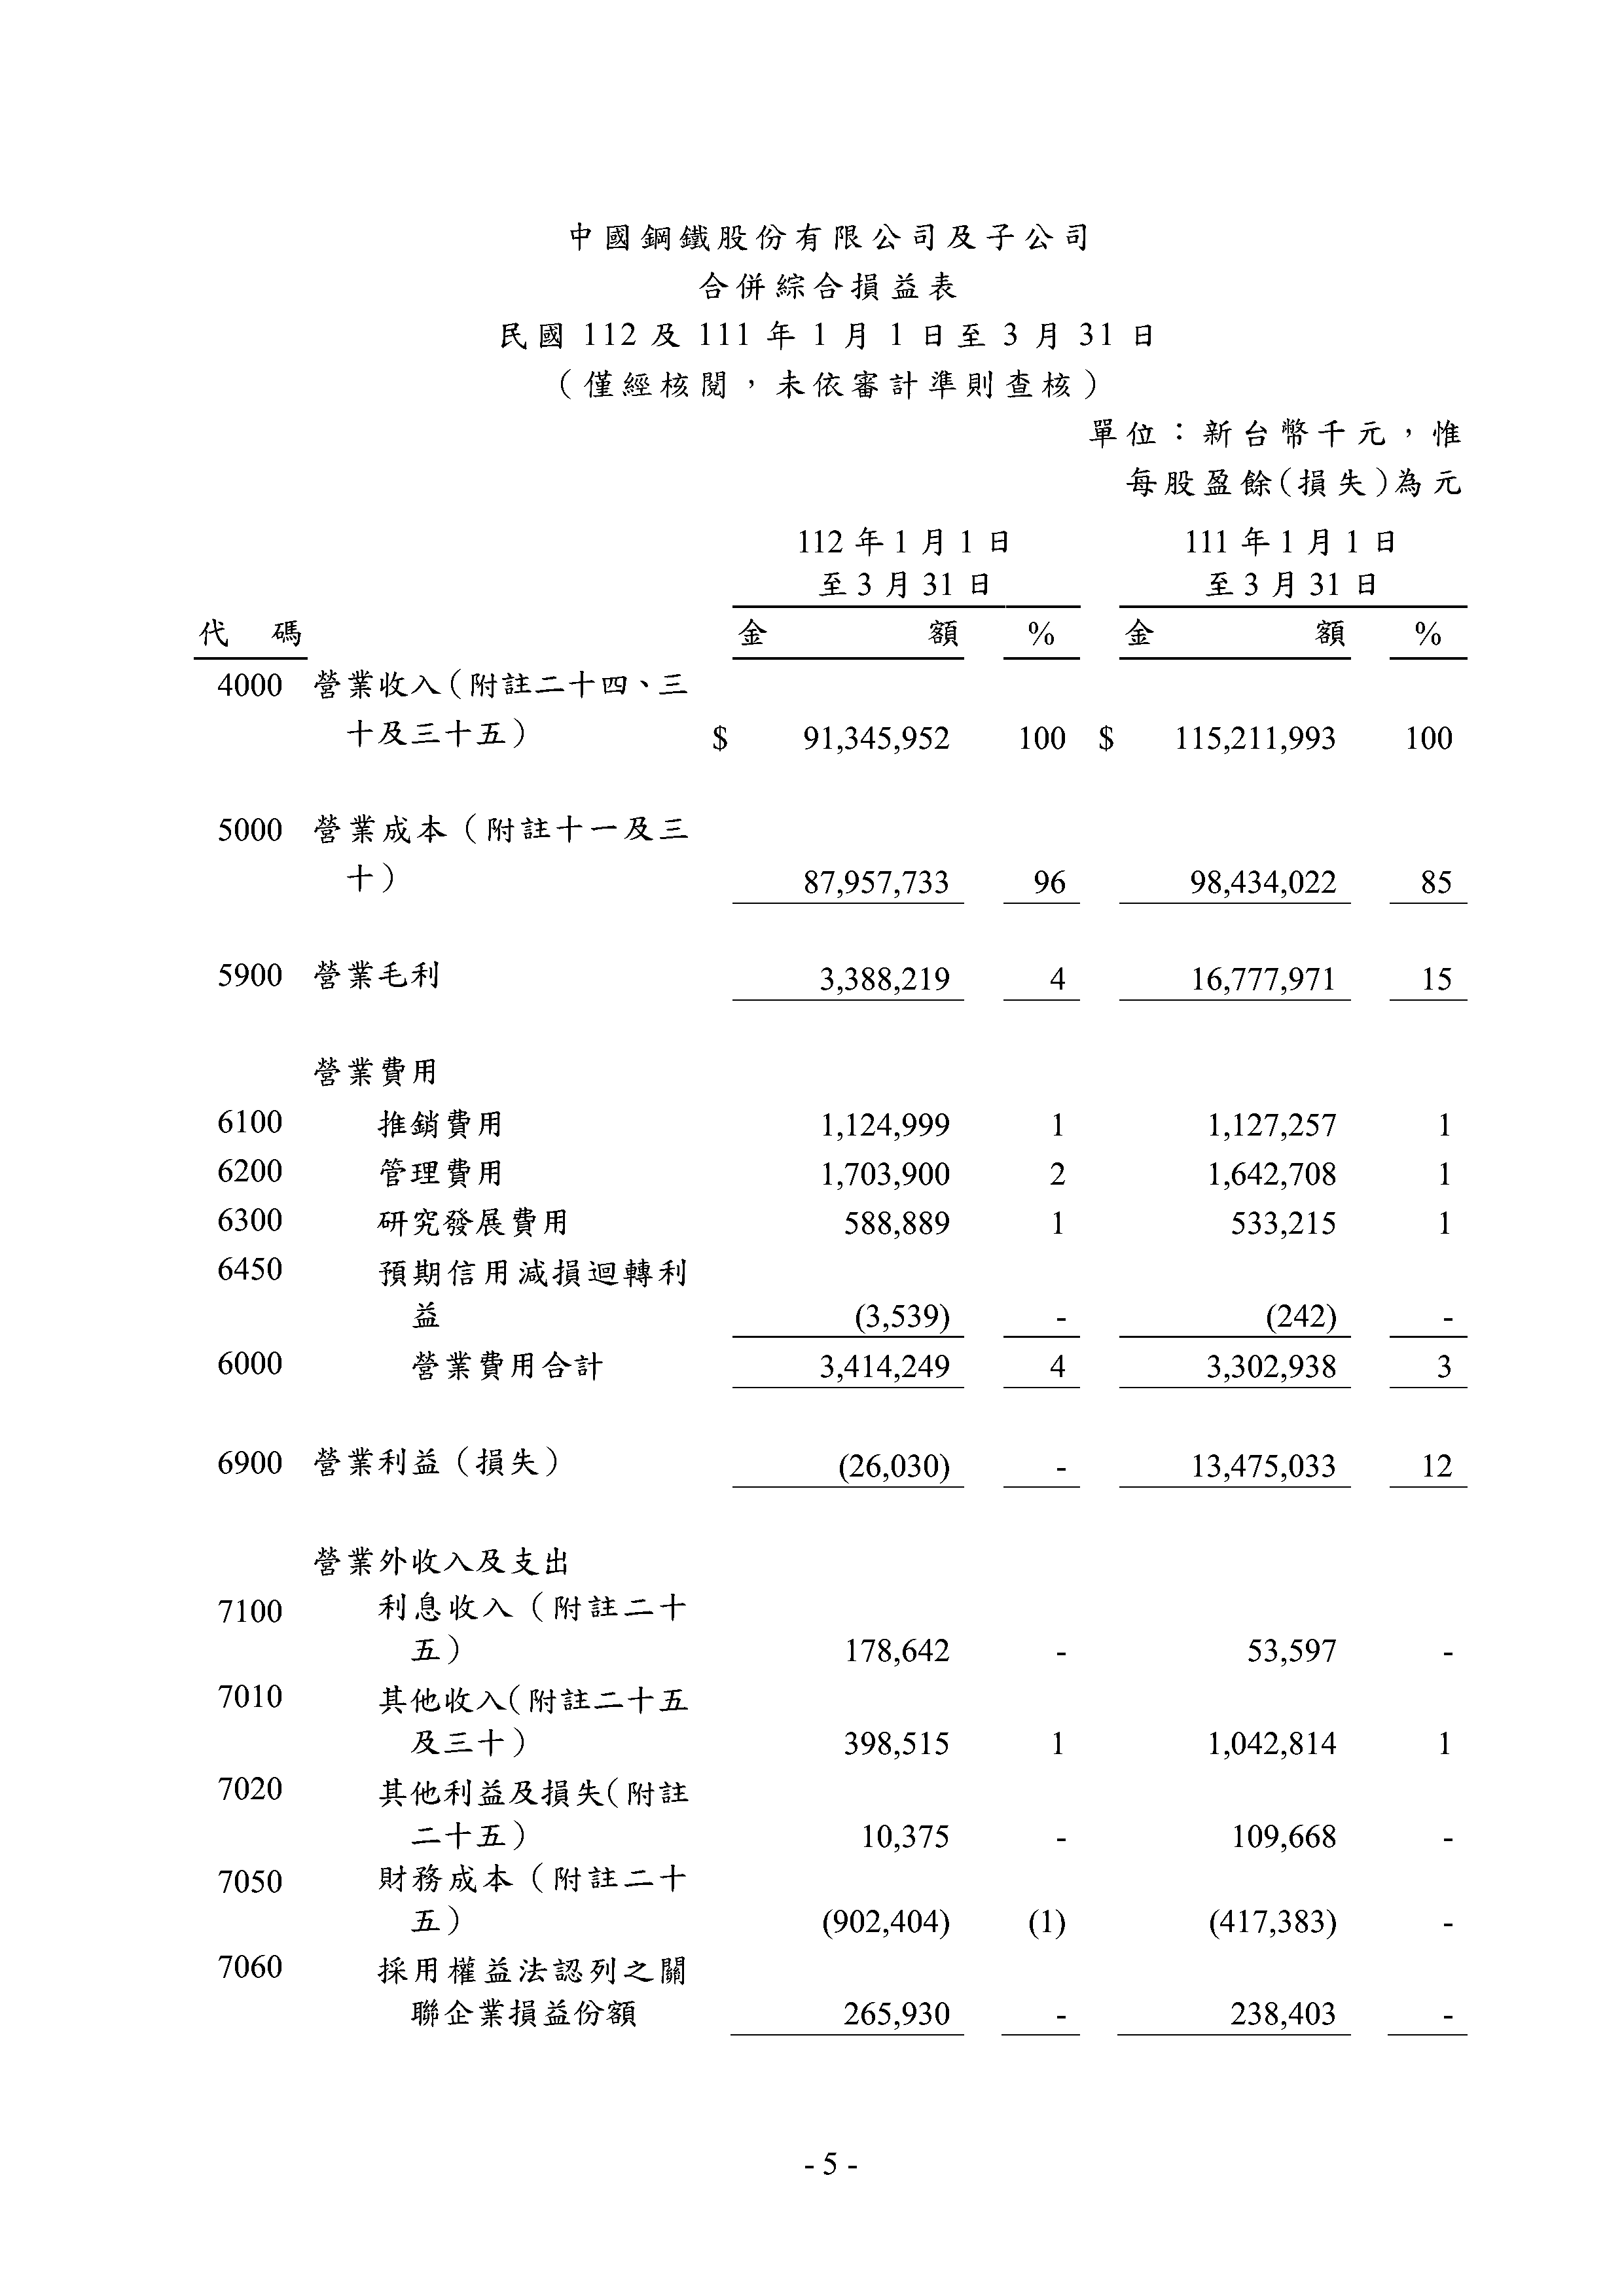 中國鋼鐵股份有限公司及子公司
合併綜合損益表
民國 112 及 111 年 1 月 1 日至 3 月 31 日
（僅經核閱，未依審計準則查核）
單位：新台幣千元，惟
每股盈餘(損失)為元
112 年 1 月 1 日 111 年 1 月 1 日
至 3 月 31 日 至 3 月 31 日
代 碼 金 額 % 金 額 %
4000 營業收入（附註二十四、三
十及三十五） $ 91,345,952 100 $ 115,211,993 100
5000 營業成本（附註十一及三
十） 87,957,733 96 98,434,022 85
5900 營業毛利 3,388,219 4 16,777,971 15
營業費用
6100 推銷費用 1,124,999 1 1,127,257 1
6200 管理費用 1,703,900 2 1,642,708 1
6300 研究發展費用 588,889 1 533,215 1
6450 預期信用減損迴轉利
益 (3,539) - (242) -
6000 營業費用合計 3,414,249 4 3,302,938 3
6900 營業利益（損失） (26,030) - 13,475,033 12
營業外收入及支出
7100 利息收入（附註二十
五） 178,642 - 53,597 -
7010 其他收入（附註二十五
及三十） 398,515 1 1,042,814 1
7020 其他利益及損失（附註
二十五） 10,375 - 109,668 -
7050 財務成本（附註二十
五） (902,404) (1) (417,383) -
7060 採用權益法認列之關
聯企業損益份額 265,930 - 238,403 -
- 5 -